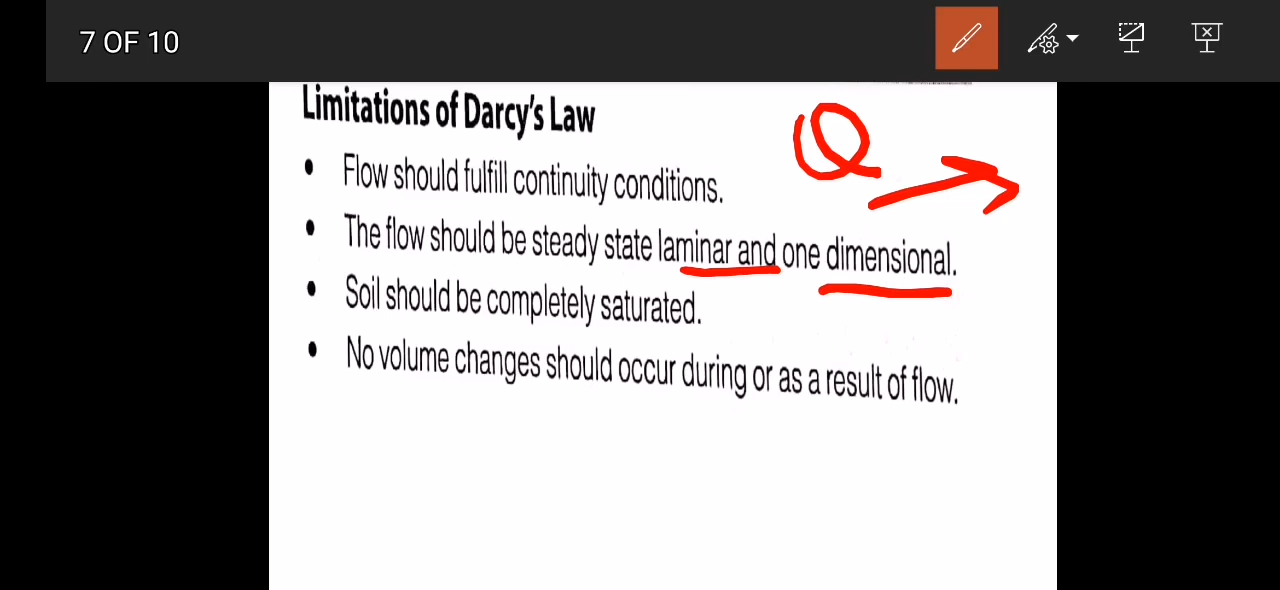 7 OF 10
Limitations of Darcy's Law
• Flow should fulfill continuity conditions.
Q
• The flow should be steady state laminar and one dimensional.
• Soil should be completely saturated.
• No volume changes should occur during or as a result of flow.